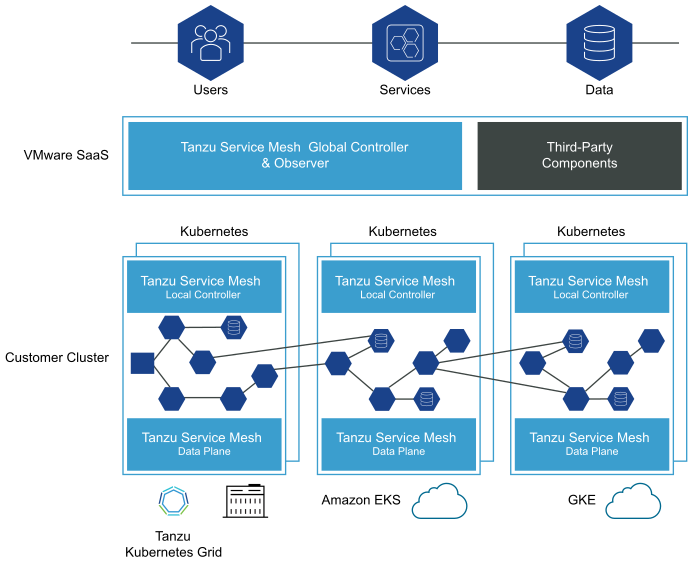 Users
Services
Data
VMware SaaS
Tanzu Service Mesh Global Controller
& Observer
Third-Party
Components
Kubernetes
Kubernetes
Kubernetes
Tanzu Service Mesh
Local Controller
Tanzu Service Mesh
Local Controller
Tanzu Service Mesh
Local Controller
Customer Cluster
Tanzu Service Mesh
Data Plane
Tanzu Service Mesh
Data Plane
Tanzu Service Mesh
Data Plane
Tanzu
Kubernetes Grid
Amazon EKS
GKE